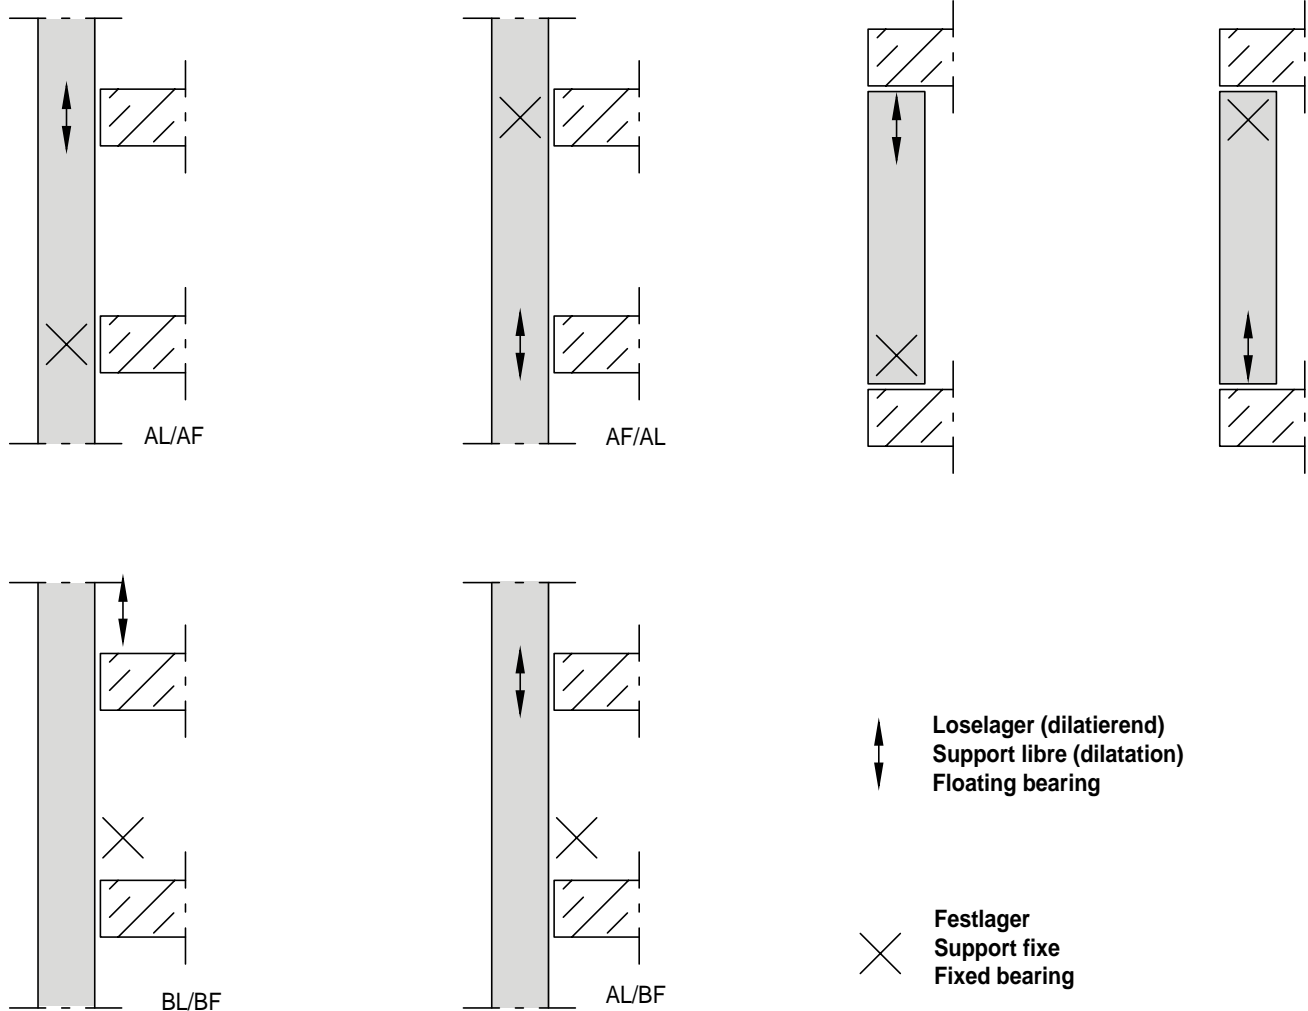 AL/AF
AF/AL
BL/BF
AL/BF
Loselager (dilatierend)
Support libre (dilatation)
Floating bearing
Festlager
Support fixe
Fixed bearing